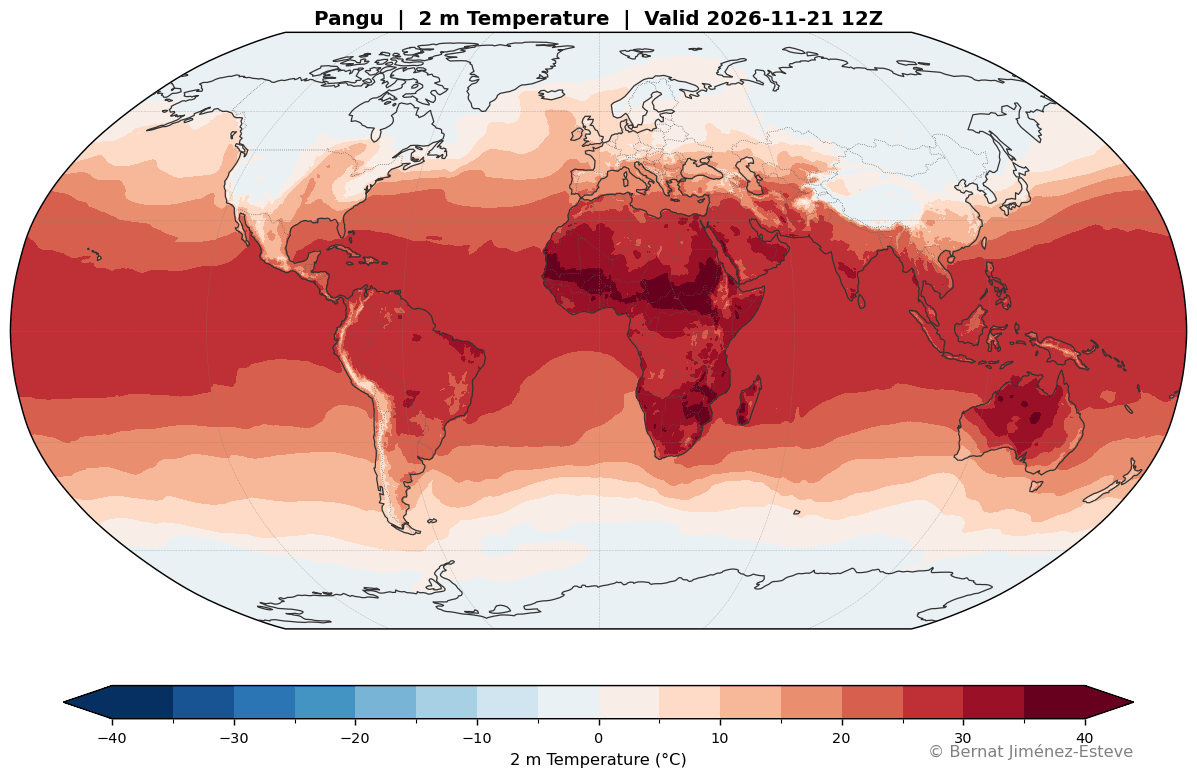 Pangu | 2 m Temperature | Valid 2026-11-21 12Z
−40 −30 −20 −10 0 10 20 30 40
2 m Temperature (°C)
© Bernat Jiménez-Esteve